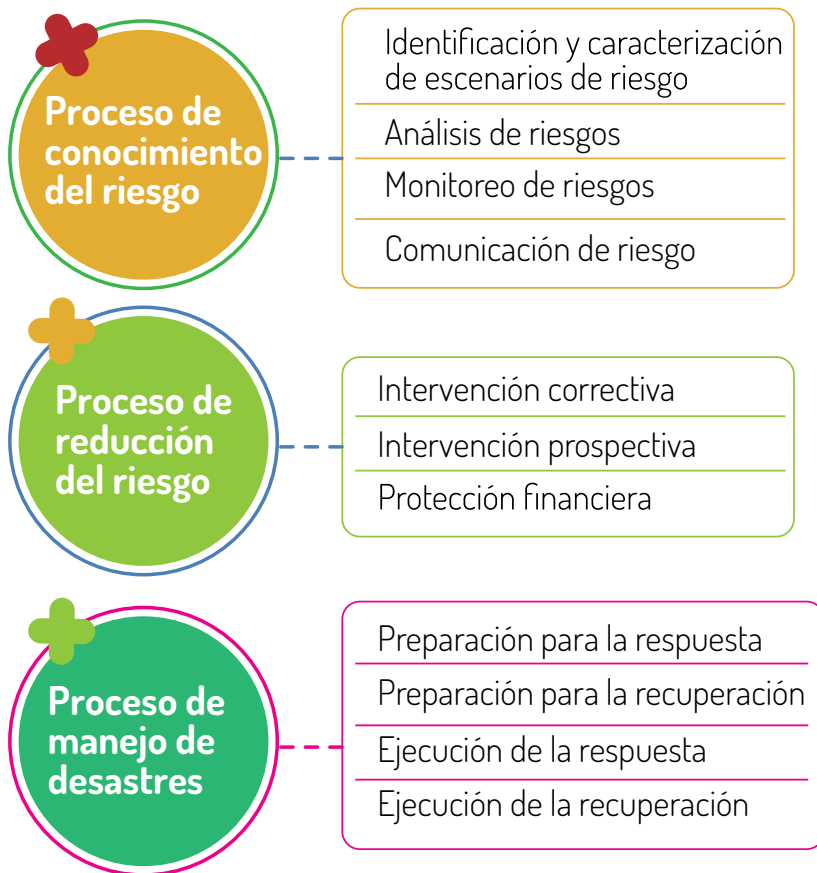 Proceso de
conocimiento
del riesgo
Identificación y caracterización
de escenarios de riesgo
Análisis de riesgos
Monitoreo de riesgos
Comunicación de riesgo
Proceso de
reducción
del riesgo
Intervención correctiva
Intervención prospectiva
Protección financiera
Proceso de
manejo de
desastres
Preparación para la respuesta
Preparación para la recuperación
Ejecución de la respuesta
Ejecución de la recuperación